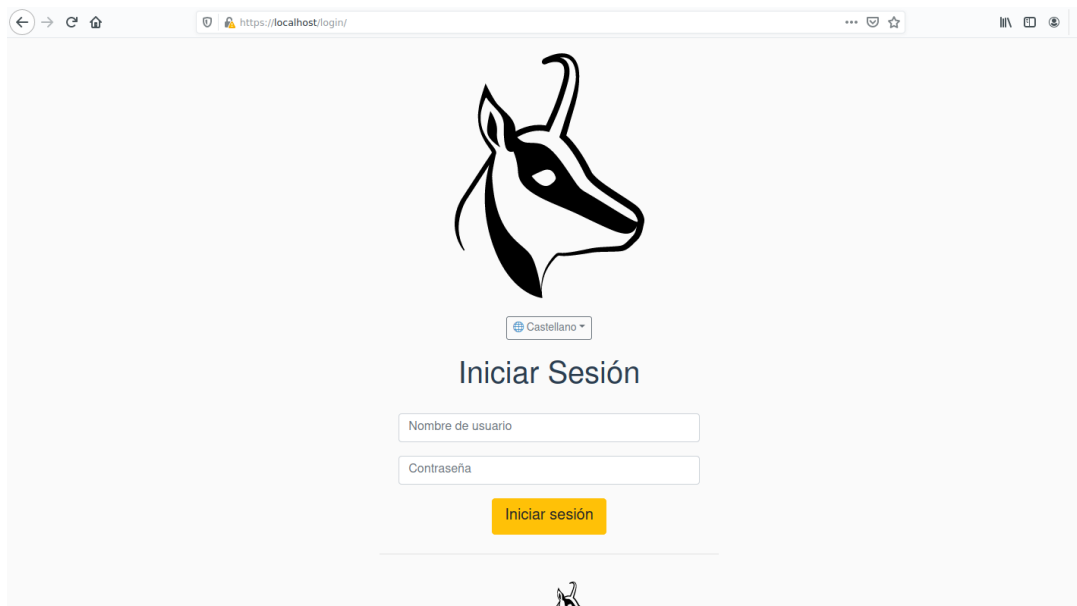 https://localhost/login/
Castellano
Iniciar Sesión
Nombre de usuario
Contraseña
Iniciar sesión